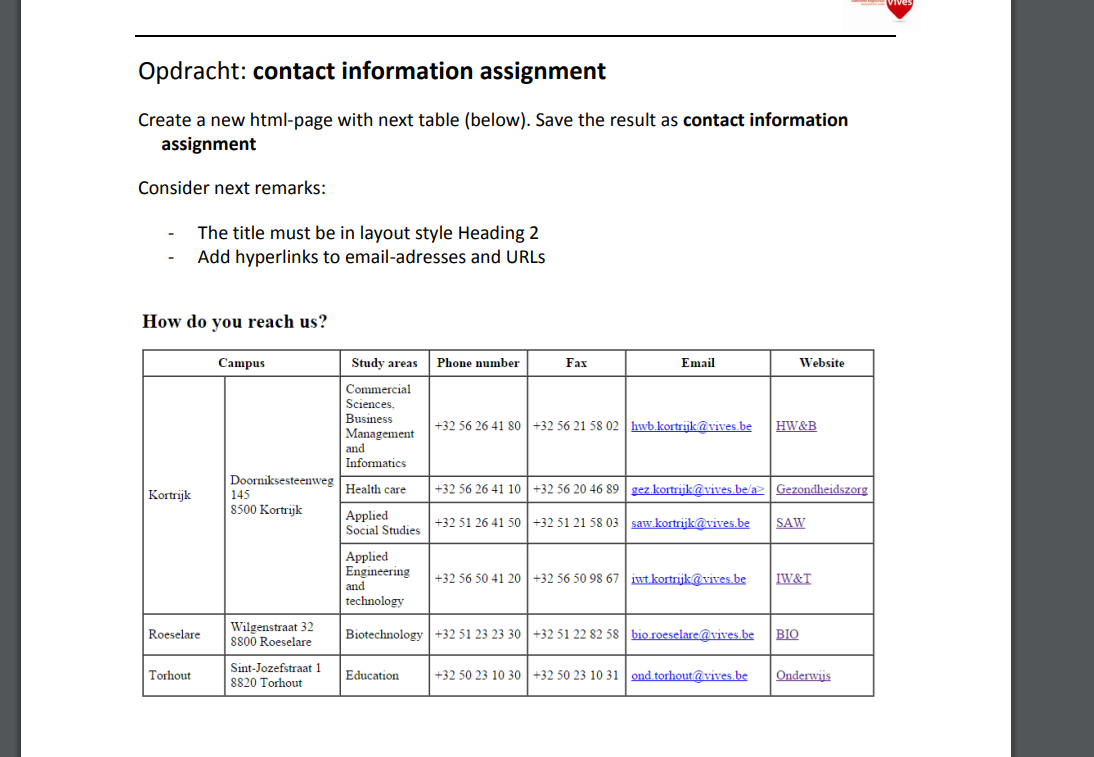 vives
Opdracht: contact information assignment
Create a new html-page with next table (below). Save the result as contact information
assignment
Consider next remarks:
- The title must be in layout style Heading 2
- Add hyperlinks to email-adresses and URLs
How do you reach us?
Campus Study areas Phone number Fax Email Website
Kortrijk
Doorniksesteenweg
145
8500 Kortrijk
Commercial
Sciences,
Business
Management
and
Informatics
+32 56 26 41 80 +32 56 21 58 02 hwb.kortrijk@vives.be HW&B
Health care +32 56 26 41 10 +32 56 20 46 89 gez.kortrijk@vives.be/a> Gezondheidszorg
Applied
Social Studies
+32 51 26 41 50 +32 51 21 58 03 saw.kortrijk@vives.be SAW
Applied
Engineering
and
technology
+32 56 50 41 20 +32 56 50 98 67 iwt.kortrijk@vives.be IW&T
Roeselare
Wilgenstraat 32
8800 Roeselare
Biotechnology +32 51 23 23 30 +32 51 22 82 58 bio.roeselare@vives.be BIO
Torhout
Sint-Jozefstraat 1
8820 Torhout
Education +32 50 23 10 30 +32 50 23 10 31 ond.torhout@vives.be Onderwijs